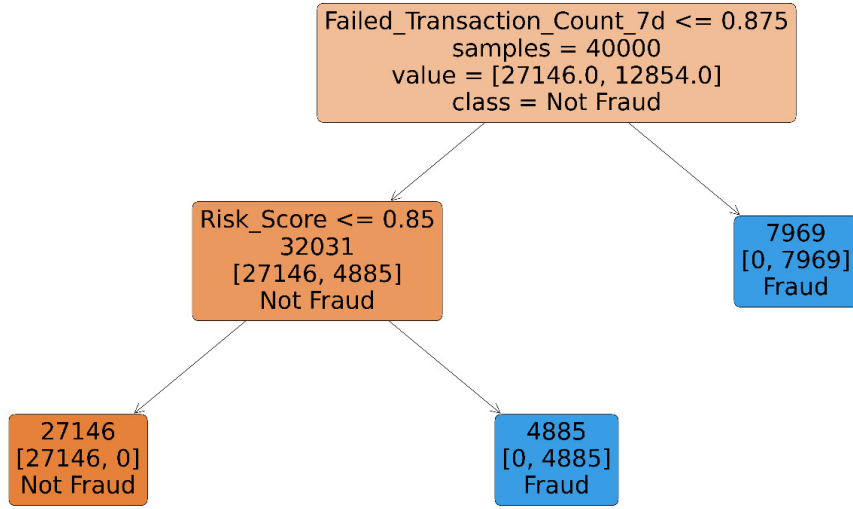 Failed_Transaction_Count_7d <= 0.875
samples = 40000
value = [27146.0, 12854.0]
class = Not Fraud
Risk_Score <= 0.85
32031
[27146, 4885]
Not Fraud
7969
[0, 7969]
Fraud
27146
[27146, 0]
Not Fraud
4885
[0, 4885]
Fraud